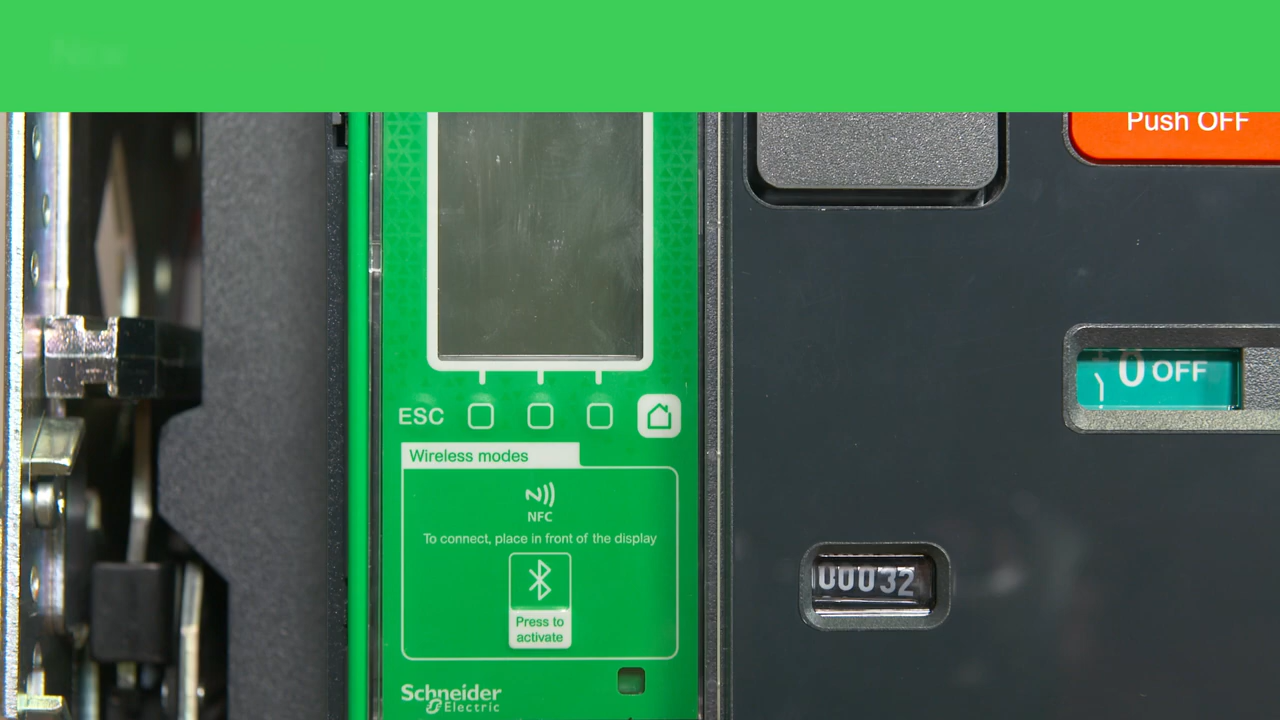 Push OFF
0 OFF
ESC
Wireless modes
NFC
To connect, place in front of the display
00032
Press to
activate
Schneider
Electric